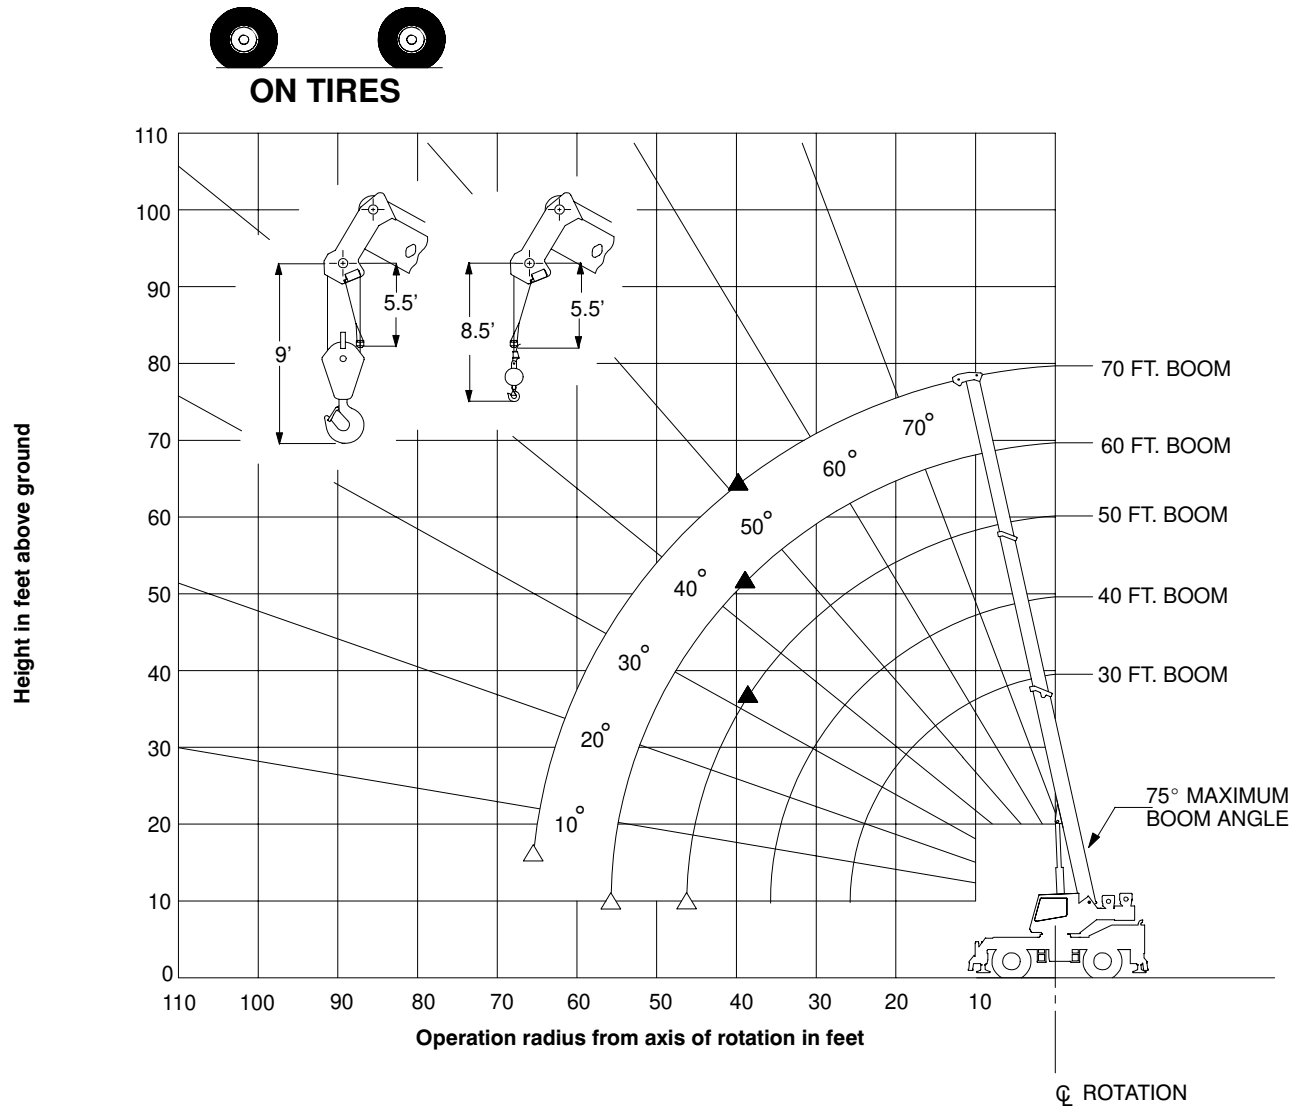 ON TIRES
110
100
90
80
70
60
50
40
30
20
10
0
Height in feet above ground
9’
5.5’
8.5’
5.5’
70°
60°
50°
40°
30°
20°
10°
70 FT. BOOM
60 FT. BOOM
50 FT. BOOM
40 FT. BOOM
30 FT. BOOM
75° MAXIMUM
BOOM ANGLE
110 100 90 80 70 60 50 40 30 20 10
Operation radius from axis of rotation in feet
℄ ROTATION